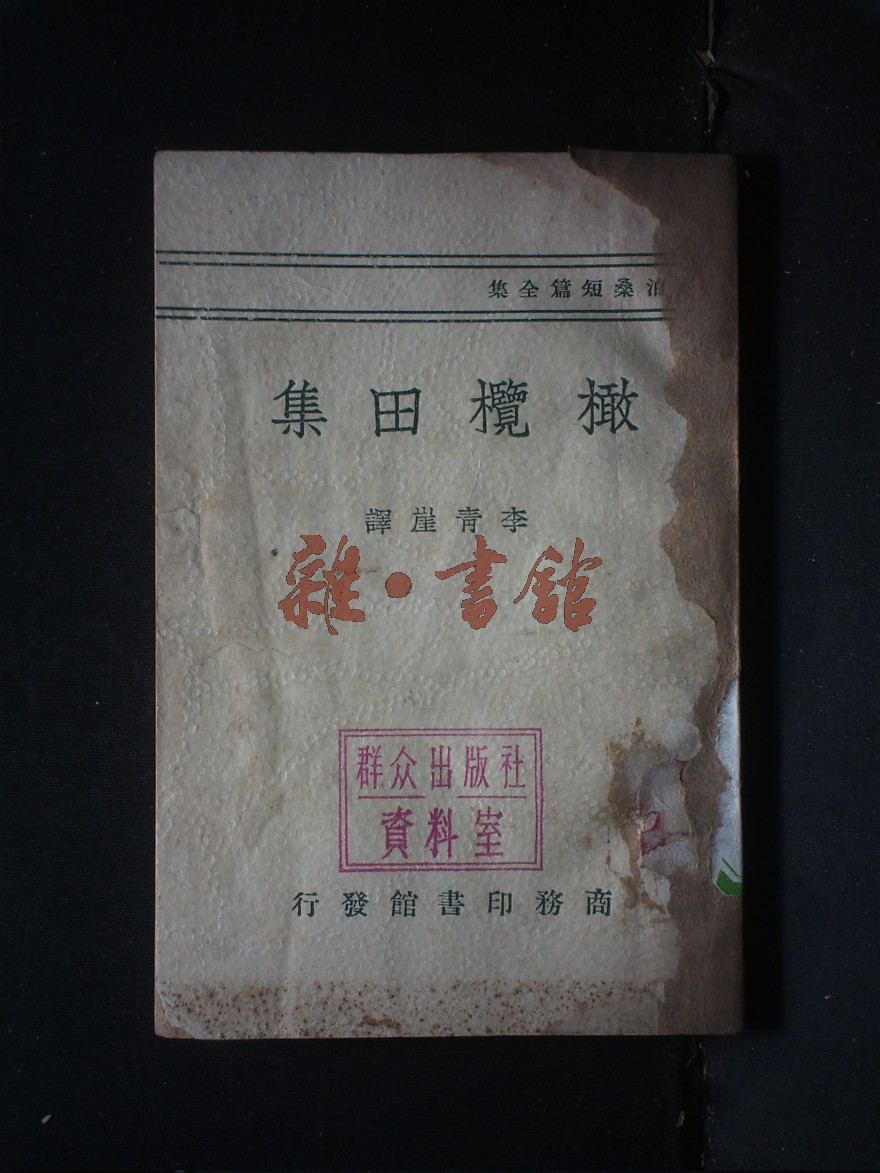 泊桑短篇全集
橄欖田集
李青崖譯
雜·書館
群众出版社
資料室
商務印書館發行